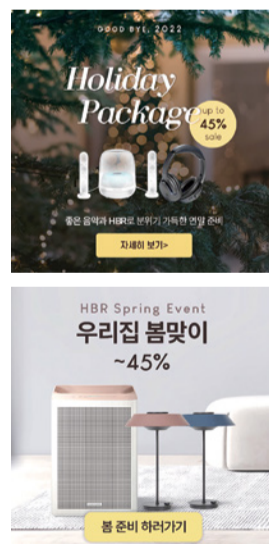 GOOD BYE, 2022
Holiday
Package
up to
45%
sale
좋은 음악과 HBR로 분위기 가득한 연말 준비
자세히 보기>
HBR Spring Event
우리집 봄맞이
~45%
봄 준비 하러가기